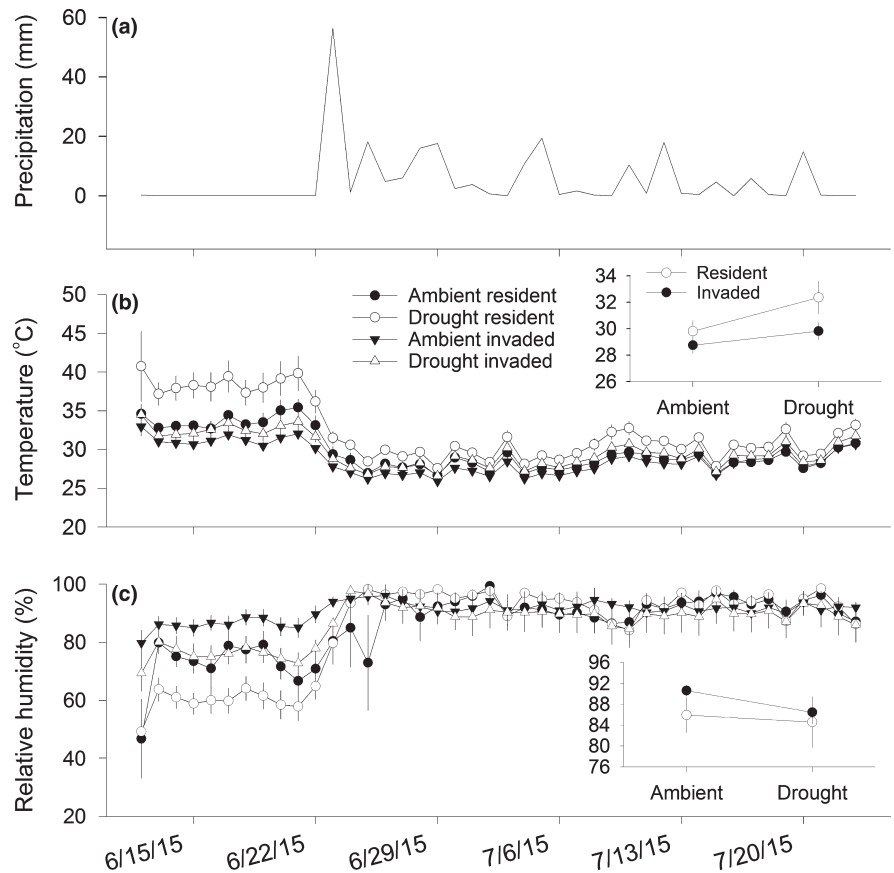 (a)
Precipitation (mm)
60
40
20
0
(b)
Temperature (°C)
50
45
40
35
30
25
20
Ambient resident
Drought resident
Ambient invaded
Drought invaded
34
32
30
28
26
Resident
Invaded
Ambient Drought
(c)
Relative humidity (%)
100
80
60
40
20
96
92
88
84
80
76
Ambient Drought
6/15/15 6/22/15 6/29/15 7/6/15 7/13/15 7/20/15